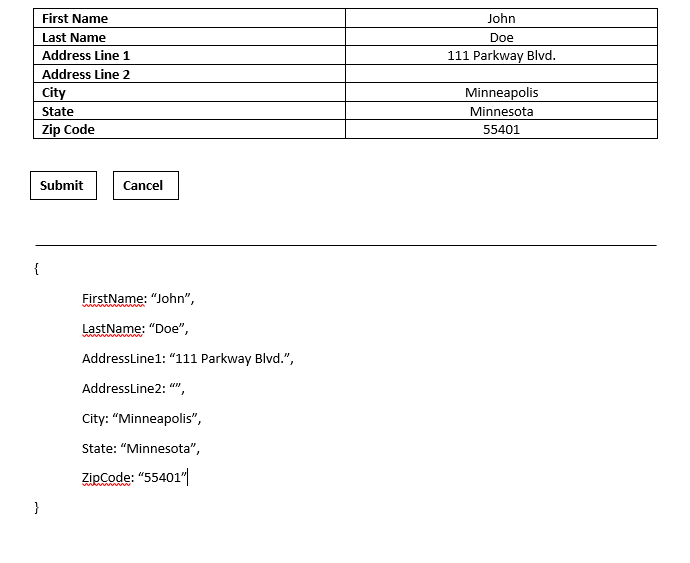 First Name John
Last Name Doe
Address Line 1 111 Parkway Blvd.
Address Line 2
City Minneapolis
State Minnesota
Zip Code 55401
Submit Cancel
{
FirstName: “John”,
LastName: “Doe”,
AddressLine1: “111 Parkway Blvd.”,
AddressLine2: “”,
City: “Minneapolis”,
State: “Minnesota”,
ZipCode: “55401”
}